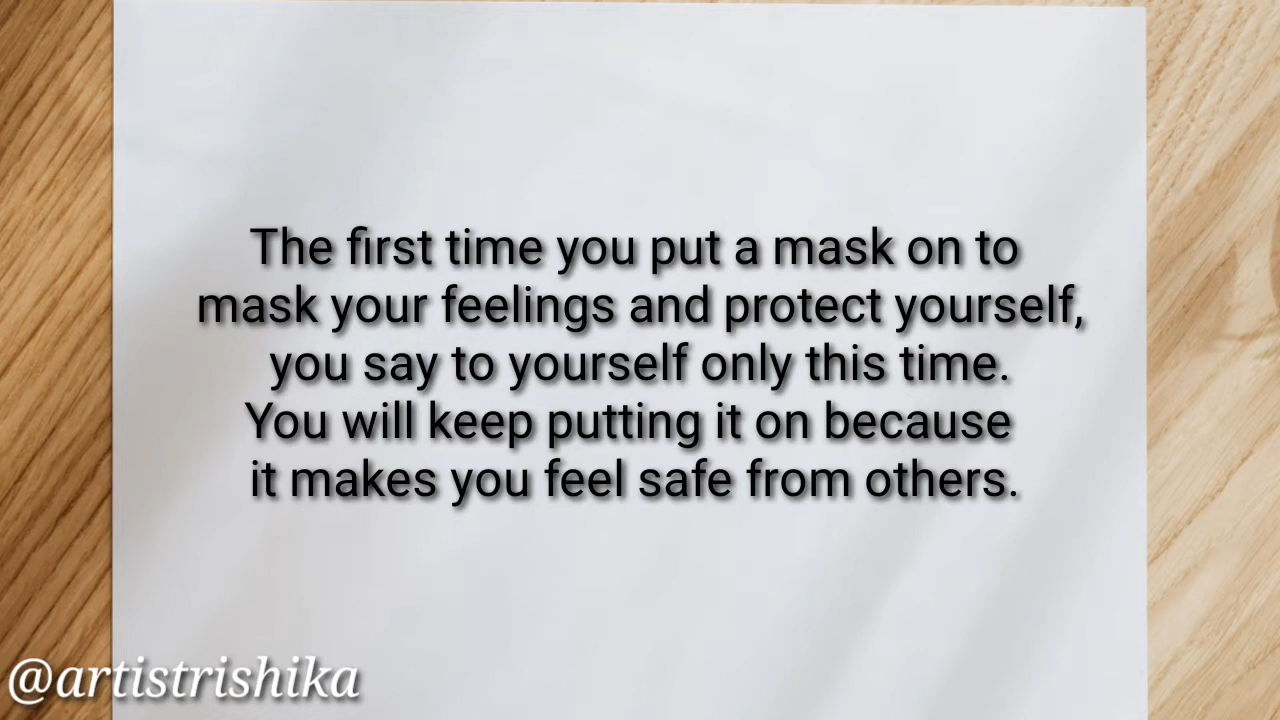 The first time you put a mask on to
mask your feelings and protect yourself,
you say to yourself only this time.
You will keep putting it on because
it makes you feel safe from others.
@artistrishika